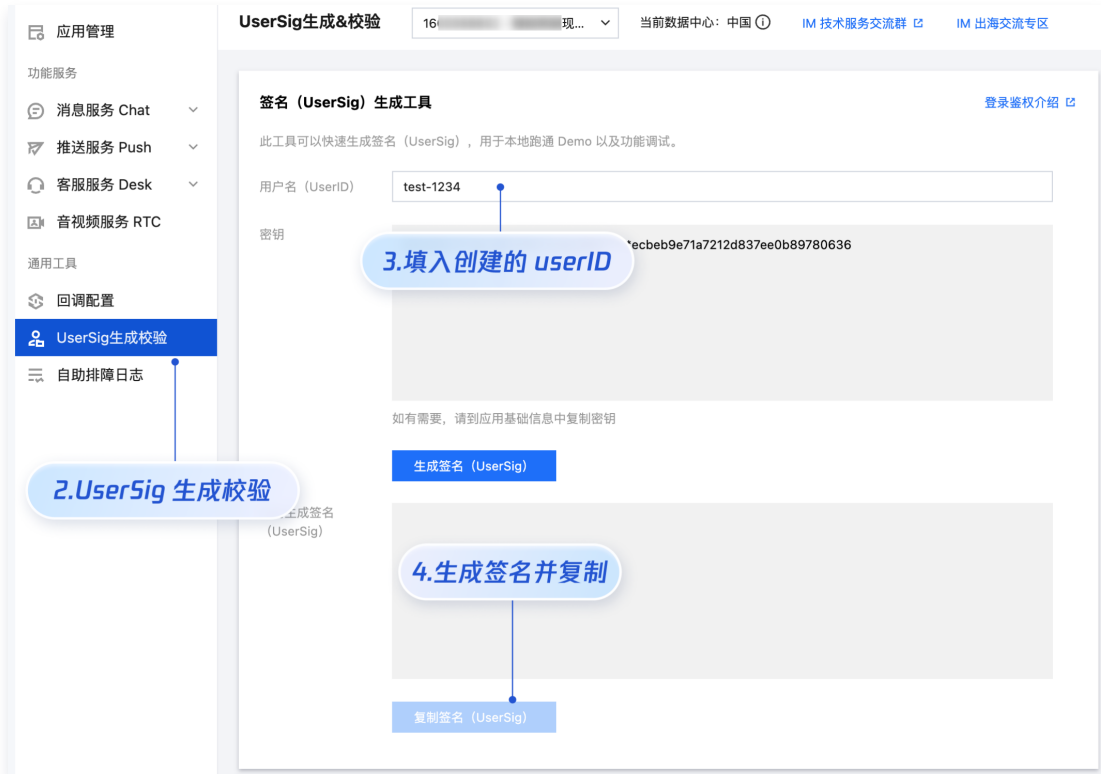 应用管理
功能服务
消息服务 Chat
推送服务 Push
客服服务 Desk
音视频服务 RTC
通用工具
回调配置
UserSig生成校验
自助排障日志
2.UserSig 生成校验
UserSig生成&校验
16
现...
当前数据中心：中国
IM 技术服务交流群
IM 出海交流专区
签名（UserSig）生成工具
登录鉴权介绍
此工具可以快速生成签名（UserSig），用于本地跑通 Demo 以及功能调试。
用户名（UserID）
test-1234
密钥
ecbeb9e71a7212d837ee0b89780636
3.填入创建的 userID
如有需要，请到应用基础信息中复制密钥
生成签名（UserSig）
生成签名
（UserSig）
4.生成签名并复制
复制签名（UserSig）